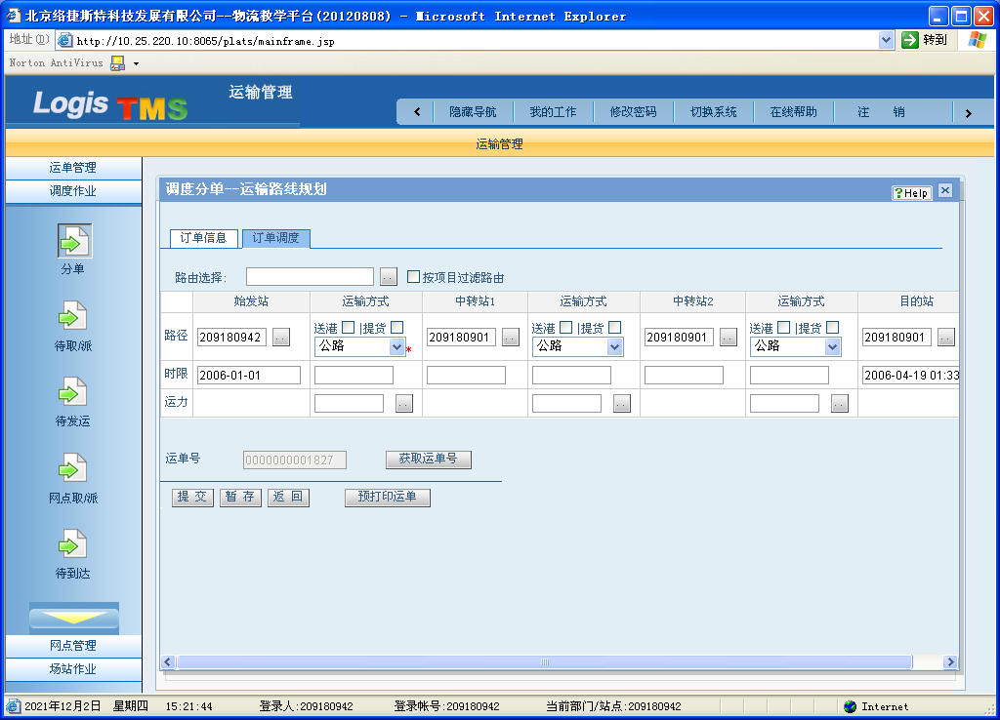 北京络捷斯特科技发展有限公司--物流教学平台(20120808) - Microsoft Internet Explorer
地址(D) http://10.25.220.10:8065/plats/mainframe.jsp 转到
Norton AntiVirus
Logis TMS 运输管理
隐藏导航 我的工作 修改密码 切换系统 在线帮助 注 销
运输管理
运单管理
调度作业
分单
待取/派
待发运
网点取/派
待到达
网点管理
场站作业
调度分单--运输路线规划 ?Help
订单信息 订单调度
路由选择: .. 按项目过滤路由
始发站 运输方式 中转站1 运输方式 中转站2 运输方式 目的站
送港 |提货 送港 |提货 送港 |提货
路径 209180942 .. 公路 * 209180901 .. 公路 209180901 .. 公路 209180901 ..
时限 2006-01-01 2006-04-19 01:33
运力 .. .. ..
运单号 0000000001827 获取运单号
提 交 暂 存 返 回 预打印运单
2021年12月2日 星期四 15:21:44 登录人:209180942 登录帐号:209180942 当前部门/站点:209180942 Internet